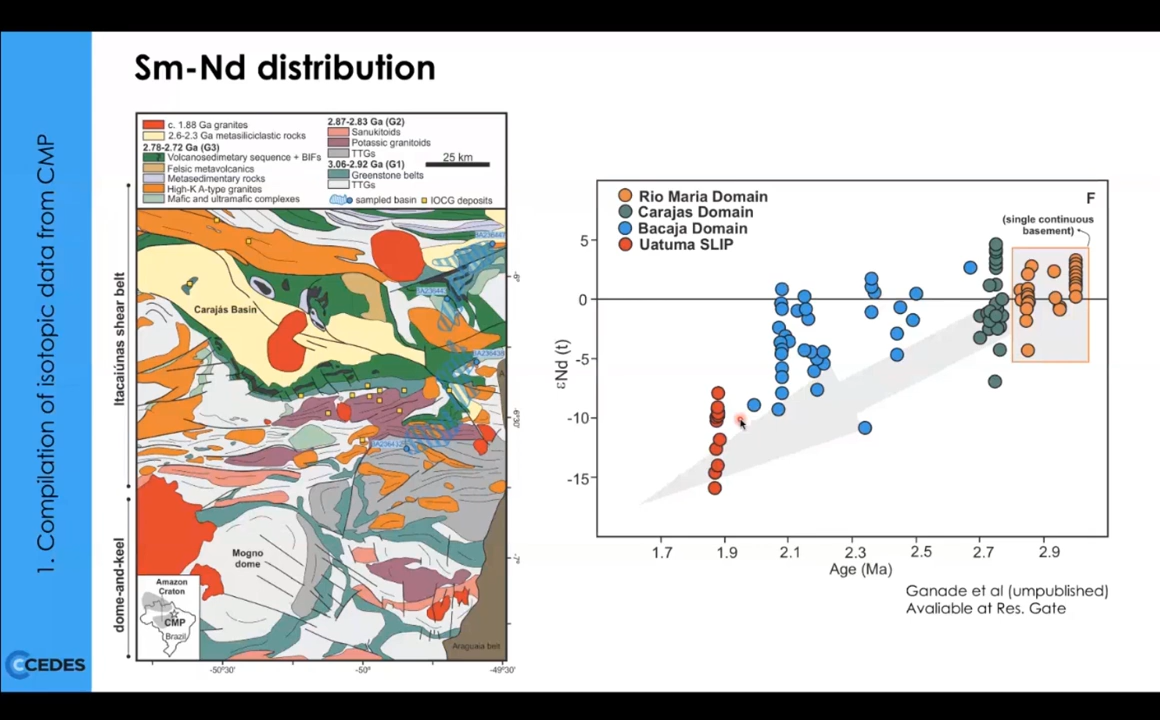 Sm-Nd distribution
1. Compilation of isotopic data from CMP
c. 1.88 Ga granites
2.6-2.3 Ga metasiliciclastic rocks
2.78-2.72 Ga (G3)
Volcanosedimetary sequence + BIFs
Felsic metavolcanics
Metasedimentary rocks
High-K A-type granites
Mafic and ultramafic complexes
2.87-2.83 Ga (G2)
Sanukitoids
Potassic granitoids
TTGs
3.06-2.92 Ga (G1)
Greenstone belts
TTGs
25 km
sampled basin
IOCG deposits
Itacaiúnas shear belt
dome-and-keel
Carajás Basin
Mogno
dome
Amazon
Craton
CMP
Brazil
Araguaia belt
-6°
6°30'
-7°
-50°30'
-50°
-49°30'
CEDES
Rio Maria Domain
Carajas Domain
Bacaja Domain
Uatuma SLIP
F
(single continuous
basement)
εNd (t)
5
0
-5
-10
-15
1.7
1.9
2.1
2.3
2.5
2.7
2.9
Age (Ma)
Ganade et al (unpublished)
Avaliable at Res. Gate